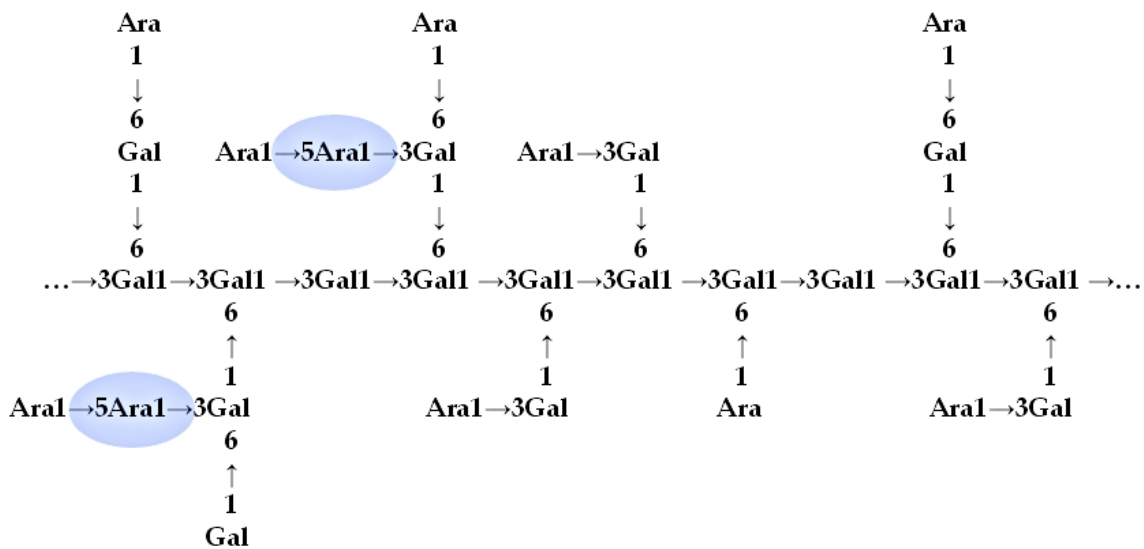 Ara Ara Ara
1 1 1
↓ ↓ ↓
6 6 6
Gal Ara1→5Ara1→3Gal Ara1→3Gal Gal
1 1 1 1
↓ ↓ ↓ ↓
6 6 6 6
...→3Gal1→3Gal1→3Gal1→3Gal1→3Gal1→3Gal1→3Gal1→3Gal1→3Gal1→3Gal1→...
6 6 6 6
↑ ↑ ↑ ↑
1 1 1 1
Ara1→5Ara1→3Gal Ara1→3Gal Ara Ara1→3Gal
6
↑
1
Gal